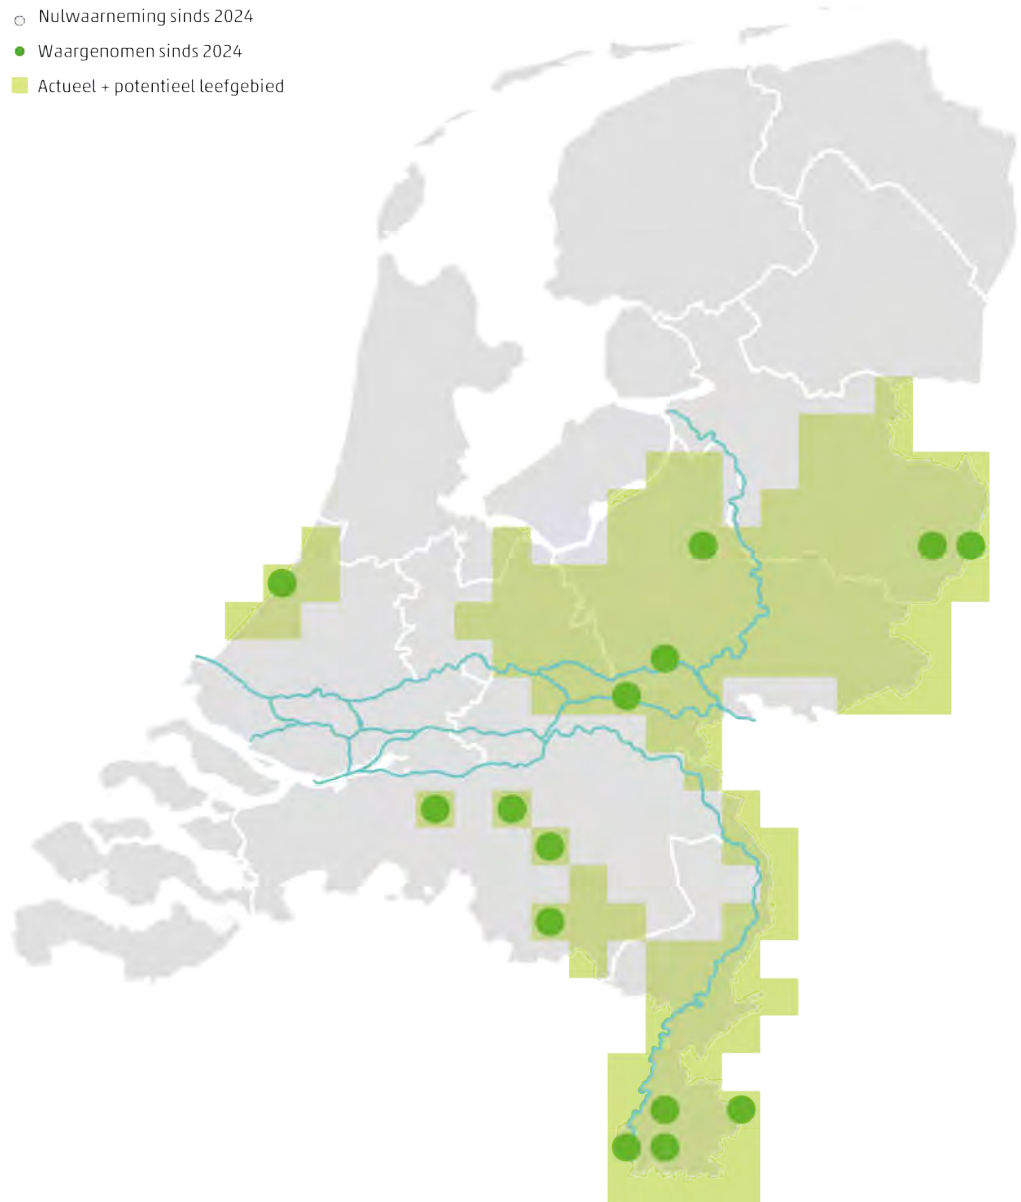 Nulwaarneming sinds 2024
Waargenomen sinds 2024
Actueel + potentieel leefgebied